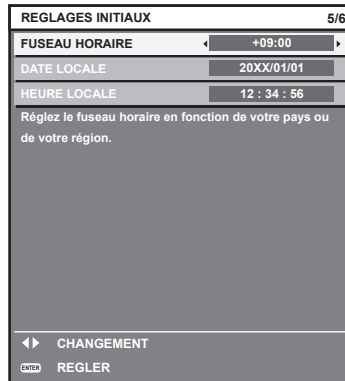 REGLAGES INITIAUX 5/6
FUSEAU HORAIRE +09:00
DATE LOCALE 20XX/01/01
HEURE LOCALE 12 : 34 : 56
Réglez le fuseau horaire en fonction de votre pays ou
de votre région.
CHANGEMENT
ENTER REGLER